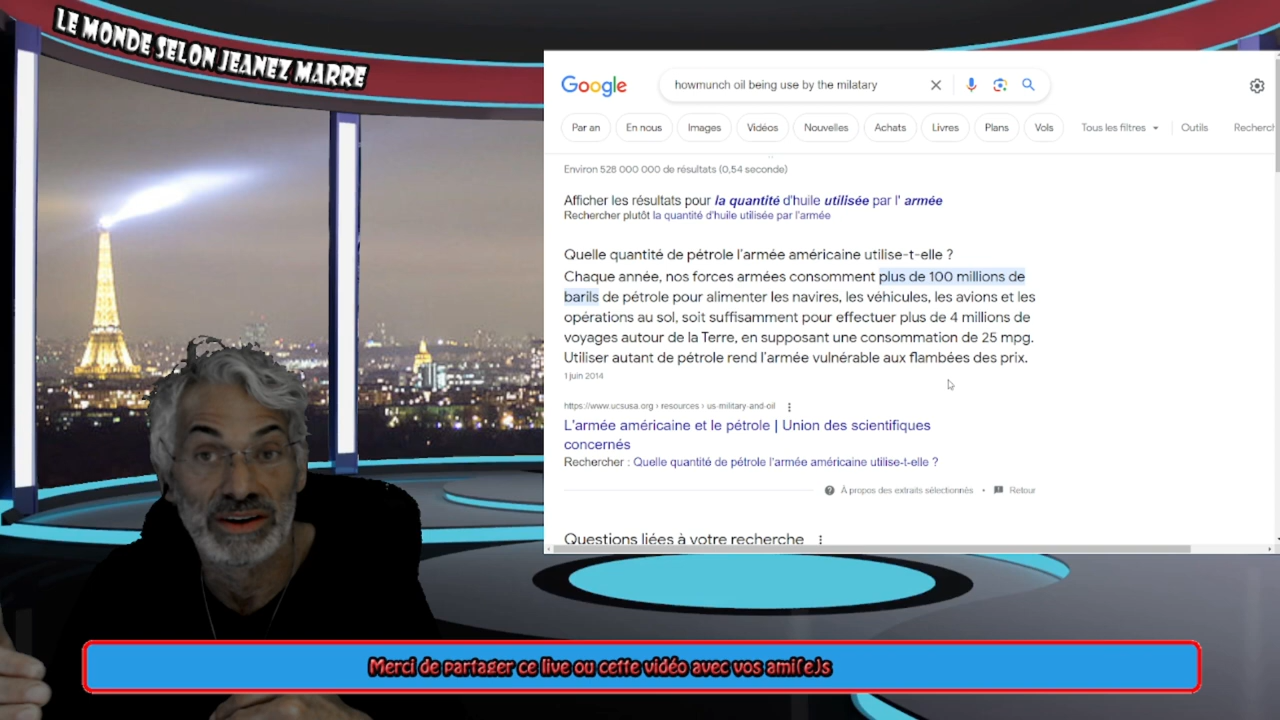 LE MONDE SELON JEANEZ MARRE
Google
howmunch oil being use by the milatary
Par an
En nous
Images
Vidéos
Nouvelles
Achats
Livres
Plans
Vols
Tous les filtres
Outils
Recherch
Environ 528 000 000 de résultats (0,54 seconde)
Afficher les résultats pour la quantité d'huile utilisée par l' armée
Rechercher plutôt la quantité d'huile utilisée par l'armée
Quelle quantité de pétrole l'armée américaine utilise-t-elle ?
Chaque année, nos forces armées consomment plus de 100 millions de
barils de pétrole pour alimenter les navires, les véhicules, les avions et les
opérations au sol, soit suffisamment pour effectuer plus de 4 millions de
voyages autour de la Terre, en supposant une consommation de 25 mpg.
Utiliser autant de pétrole rend l'armée vulnérable aux flambées des prix.
1 juin 2014
https://www.ucsusa.org › resources › us-military-and-oil
L'armée américaine et le pétrole | Union des scientifiques
concernés
Rechercher : Quelle quantité de pétrole l'armée américaine utilise-t-elle ?
À propos des extraits sélectionnés • Retour
Questions liées à votre recherche
Merci de partager ce live ou cette vidéo avec vos ami(e)s